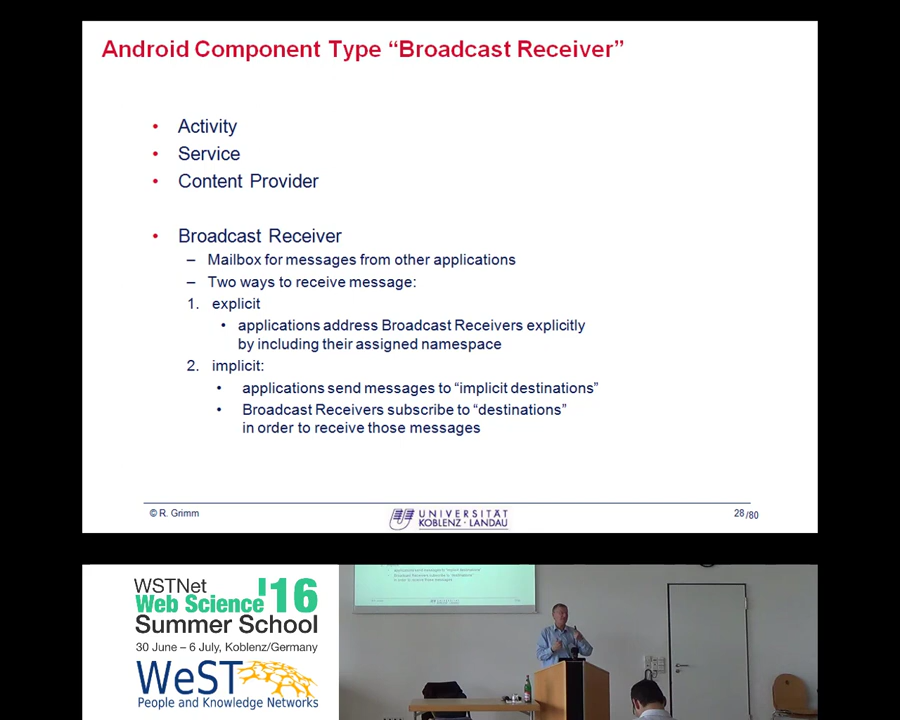 Android Component Type “Broadcast Receiver”
• Activity
• Service
• Content Provider
• Broadcast Receiver
– Mailbox for messages from other applications
– Two ways to receive message:
1. explicit
• applications address Broadcast Receivers explicitly
by including their assigned namespace
2. implicit:
• applications send messages to “implicit destinations”
• Broadcast Receivers subscribe to “destinations”
in order to receive those messages
© R. Grimm
UNIVERSITÄT
KOBLENZ · LANDAU
28/80
WSTNet
Web Science '16
Summer School
30 June – 6 July, Koblenz/Germany
WeST
People and Knowledge Networks